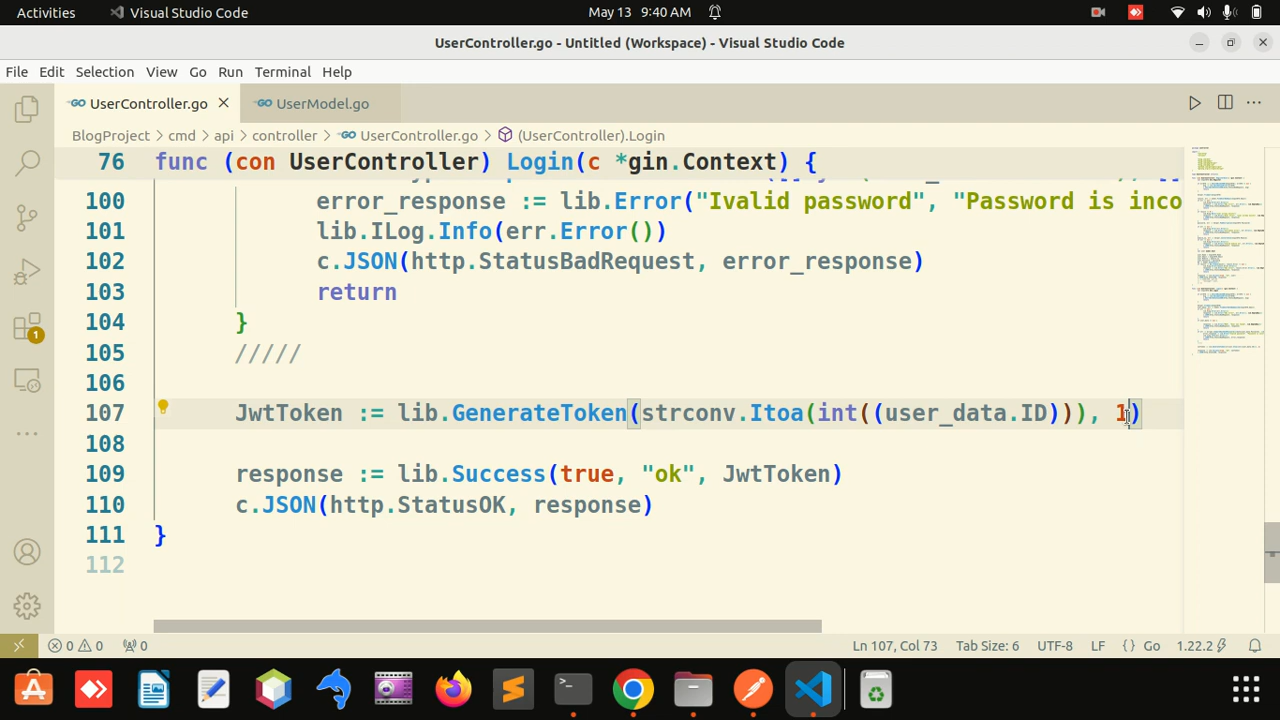 Activities
Visual Studio Code
May 13 9:40 AM
UserController.go - Untitled (Workspace) - Visual Studio Code
File Edit Selection View Go Run Terminal Help
UserController.go
UserModel.go
BlogProject > cmd > api > controller > UserController.go > (UserController).Login
76 func (con UserController) Login(c *gin.Context) {
100 error_response := lib.Error("Ivalid password", "Password is inco
101 lib.ILog.Info(err.Error())
102 c.JSON(http.StatusBadRequest, error_response)
103 return
104 }
105 /////
106
107 JwtToken := lib.GenerateToken(strconv.Itoa(int((user_data.ID))), 1)
108
109 response := lib.Success(true, "ok", JwtToken)
110 c.JSON(http.StatusOK, response)
111 }
112
1
0 0 0 Ln 107, Col 73 Tab Size: 6 UTF-8 LF {} Go 1.22.2